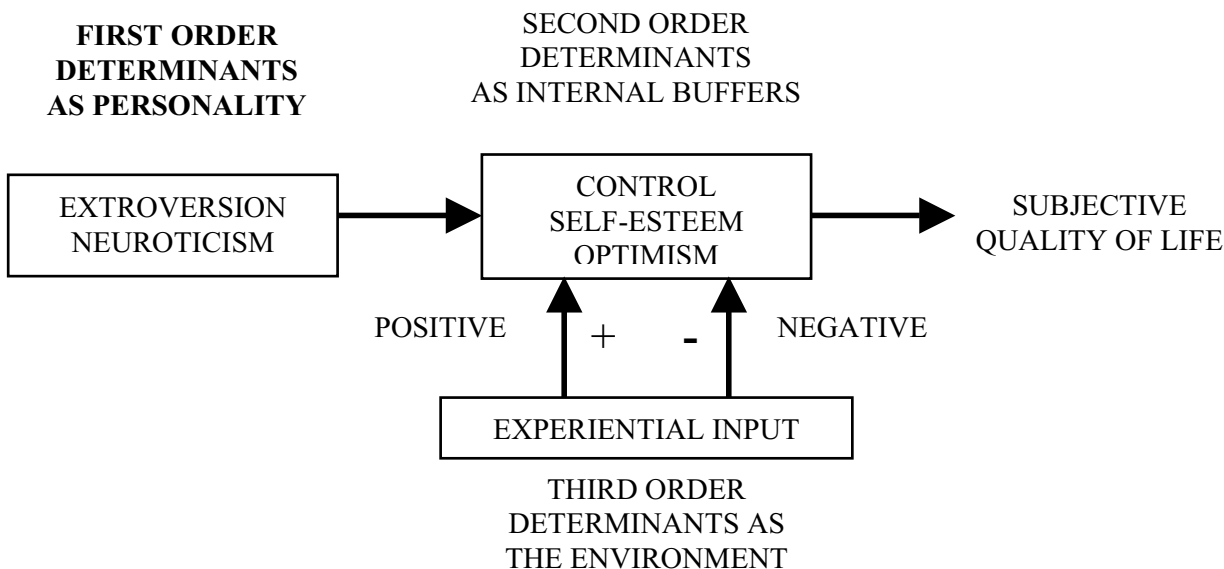 FIRST ORDER
DETERMINANTS
AS PERSONALITY
SECOND ORDER
DETERMINANTS
AS INTERNAL BUFFERS
EXTROVERSION
NEUROTICISM
CONTROL
SELF-ESTEEM
OPTIMISM
SUBJECTIVE
QUALITY OF LIFE
POSITIVE + - NEGATIVE
EXPERIENTIAL INPUT
THIRD ORDER
DETERMINANTS AS
THE ENVIRONMENT